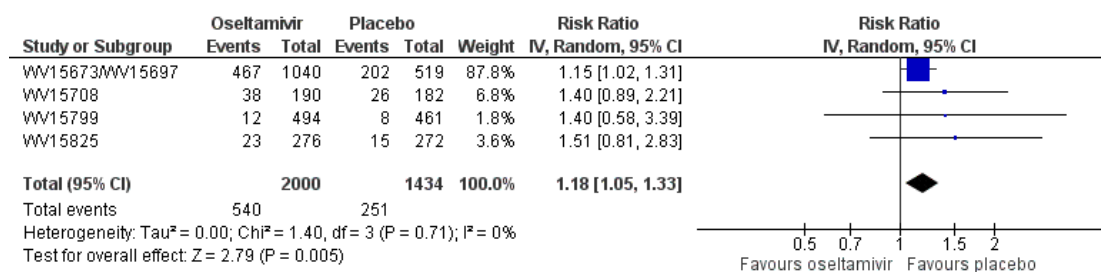 Oseltamivir Placebo Risk Ratio Risk Ratio
Study or Subgroup Events Total Events Total Weight IV, Random, 95% CI IV, Random, 95% CI
WV15673/WV15697 467 1040 202 519 87.8% 1.15 [1.02, 1.31]
WV15708 38 190 26 182 6.8% 1.40 [0.89, 2.21]
WV15799 12 494 8 461 1.8% 1.40 [0.58, 3.39]
WV15825 23 276 15 272 3.6% 1.51 [0.81, 2.83]
Total (95% CI) 2000 1434 100.0% 1.18 [1.05, 1.33]
Total events 540 251
Heterogeneity: Tau² = 0.00; Chi² = 1.40, df = 3 (P = 0.71); I² = 0%
Test for overall effect: Z = 2.79 (P = 0.005)
0.5 0.7 1 1.5 2
Favours oseltamivir Favours placebo